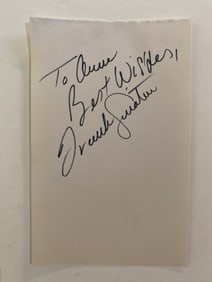 To Anne
Best Wishes,
Frank Sinatra